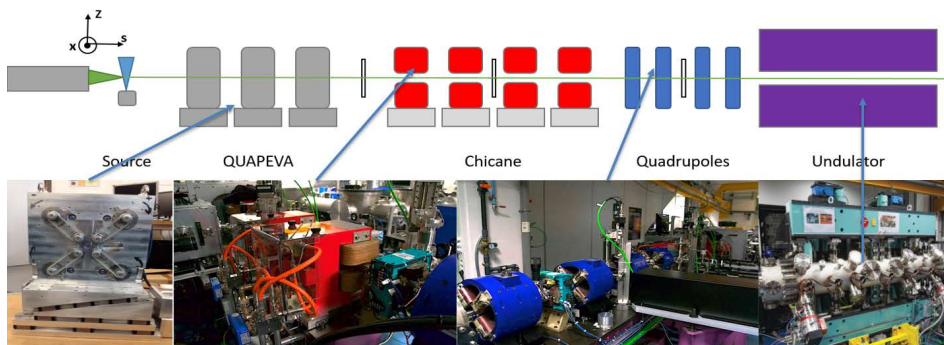 z
x
s
Source
QUAPEVA
Chicane
Quadrupoles
Undulator